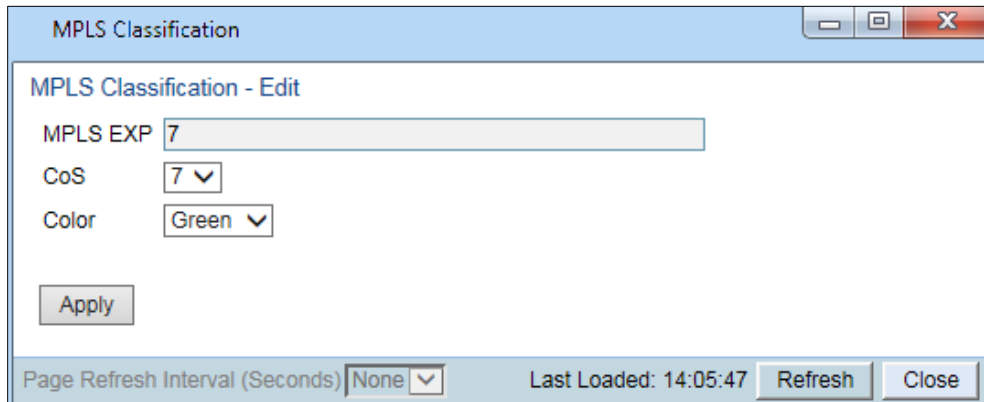 MPLS Classification
MPLS Classification - Edit
MPLS EXP 7
CoS 7
Color Green
Apply
Page Refresh Interval (Seconds) None Last Loaded: 14:05:47 Refresh Close